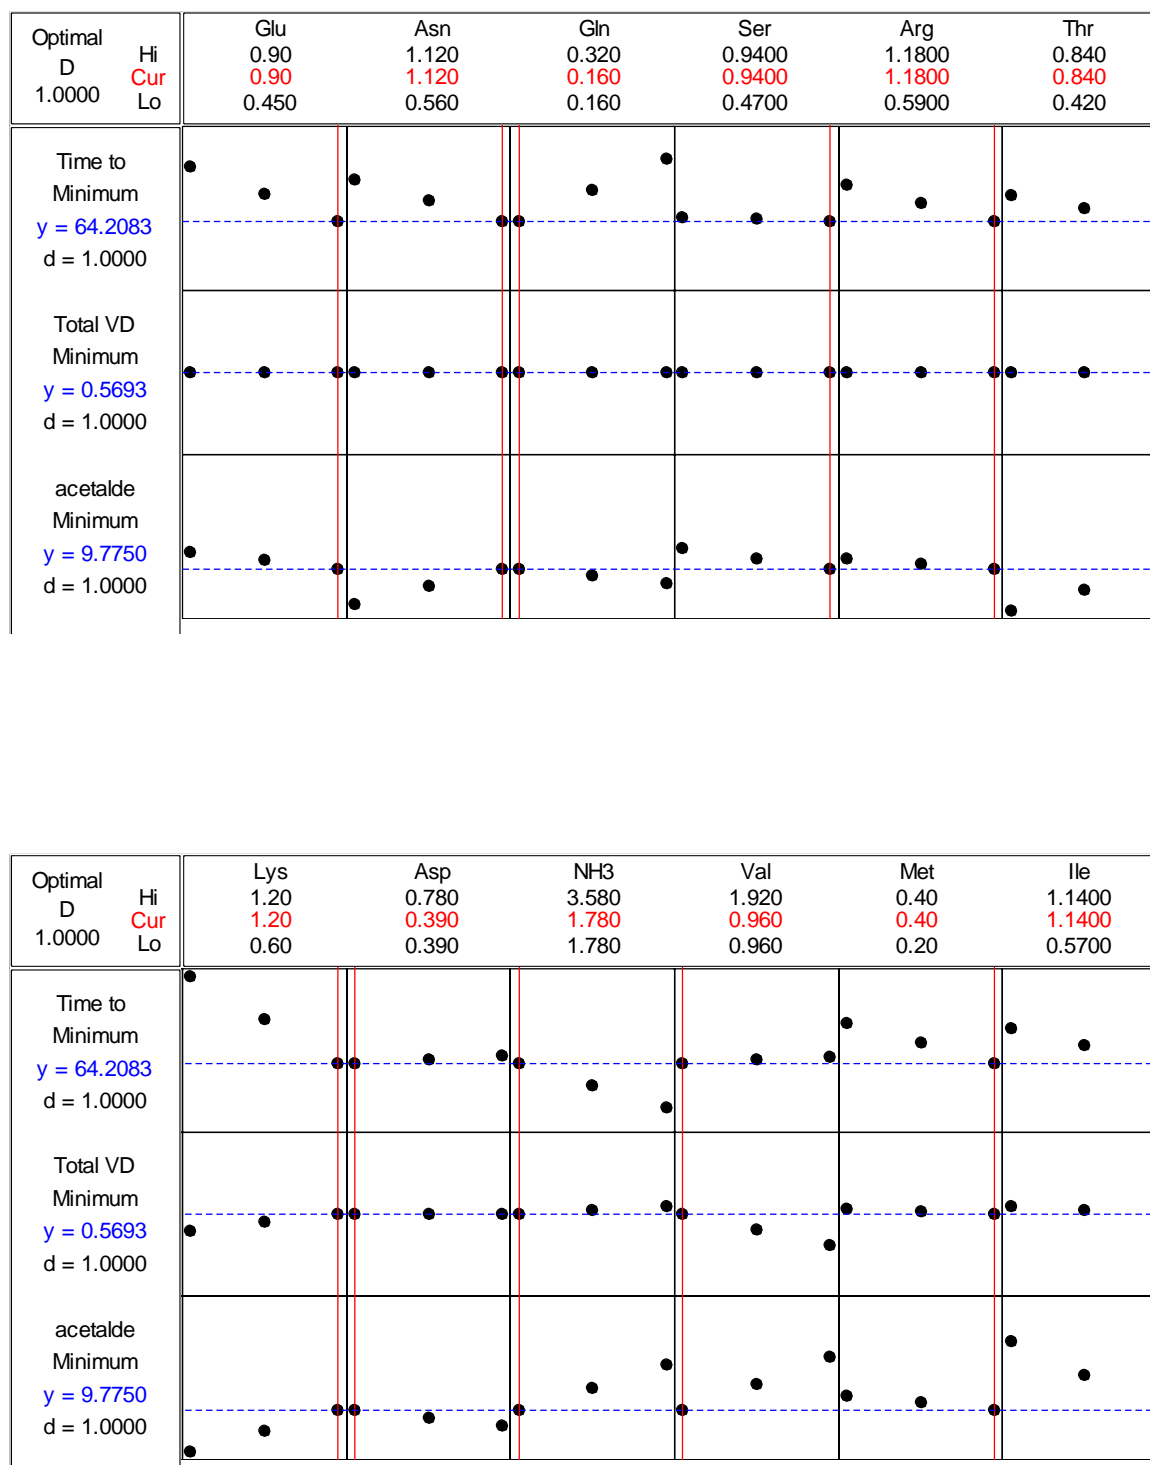 Optimal Glu Asn Gln Ser Arg Thr
Hi 0.90 1.120 0.320 0.9400 1.1800 0.840
D
Cur 0.90 1.120 0.160 0.9400 1.1800 0.840
1.0000 Lo 0.450 0.560 0.160 0.4700 0.5900 0.420
Time to
Minimum
y = 64.2083
d = 1.0000
Total VD
Minimum
y = 0.5693
d = 1.0000
acetalde
Minimum
y = 9.7750
d = 1.0000
Optimal Lys Asp NH3 Val Met Ile
Hi 1.20 0.780 3.580 1.920 0.40 1.1400
D
Cur 1.20 0.390 1.780 0.960 0.40 1.1400
1.0000 Lo 0.60 0.390 1.780 0.960 0.20 0.5700
Time to
Minimum
y = 64.2083
d = 1.0000
Total VD
Minimum
y = 0.5693
d = 1.0000
acetalde
Minimum
y = 9.7750
d = 1.0000